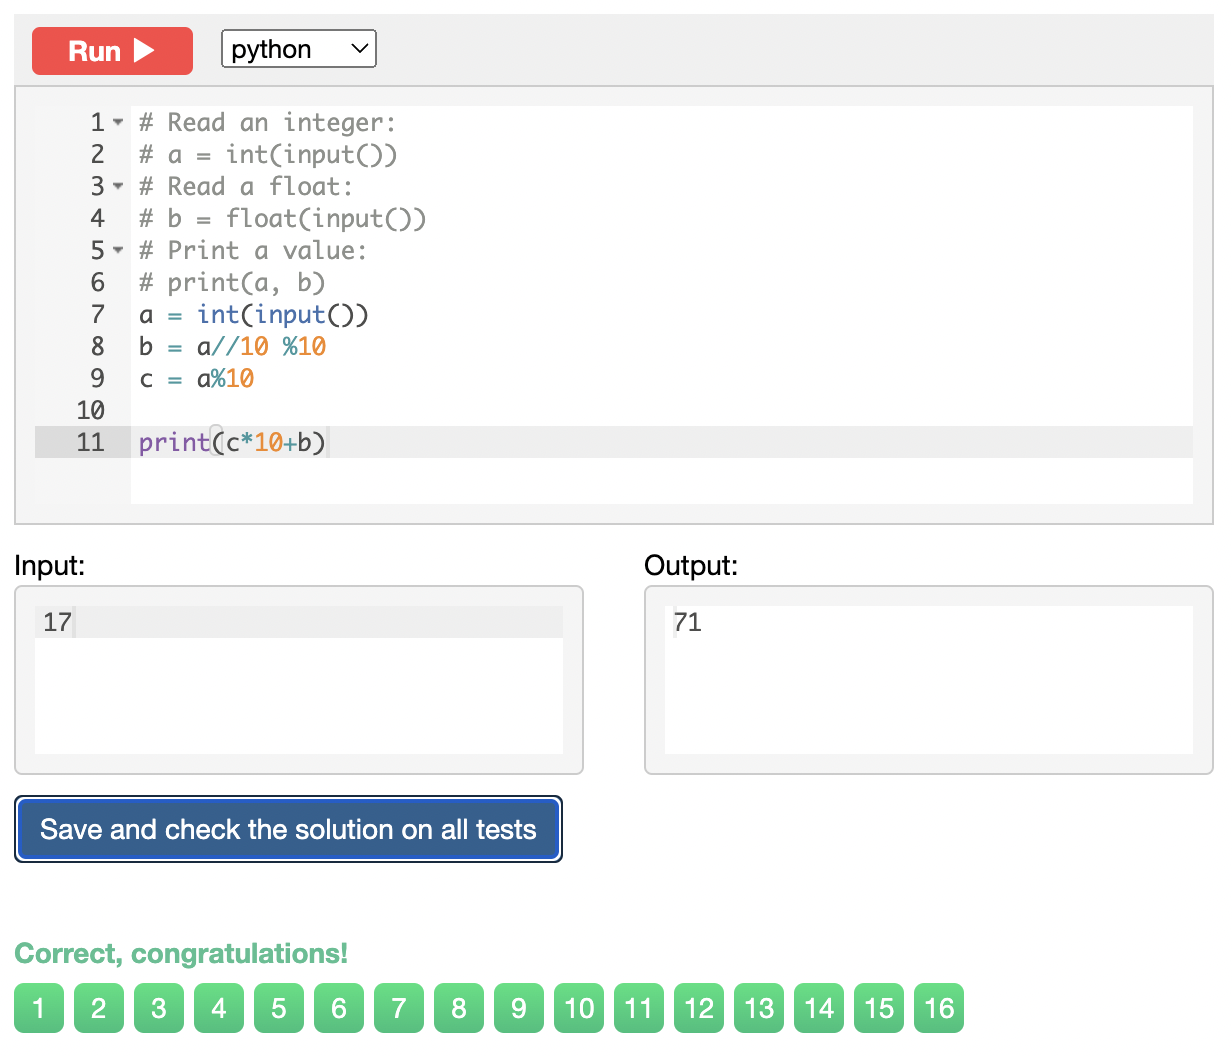 Run python
1 # Read an integer:
2 # a = int(input())
3 # Read a float:
4 # b = float(input())
5 # Print a value:
6 # print(a, b)
7 a = int(input())
8 b = a//10 %10
9 c = a%10
10
11 print(c*10+b)
Input: Output:
17 71
Save and check the solution on all tests
Correct, congratulations!
1 2 3 4 5 6 7 8 9 10 11 12 13 14 15 16